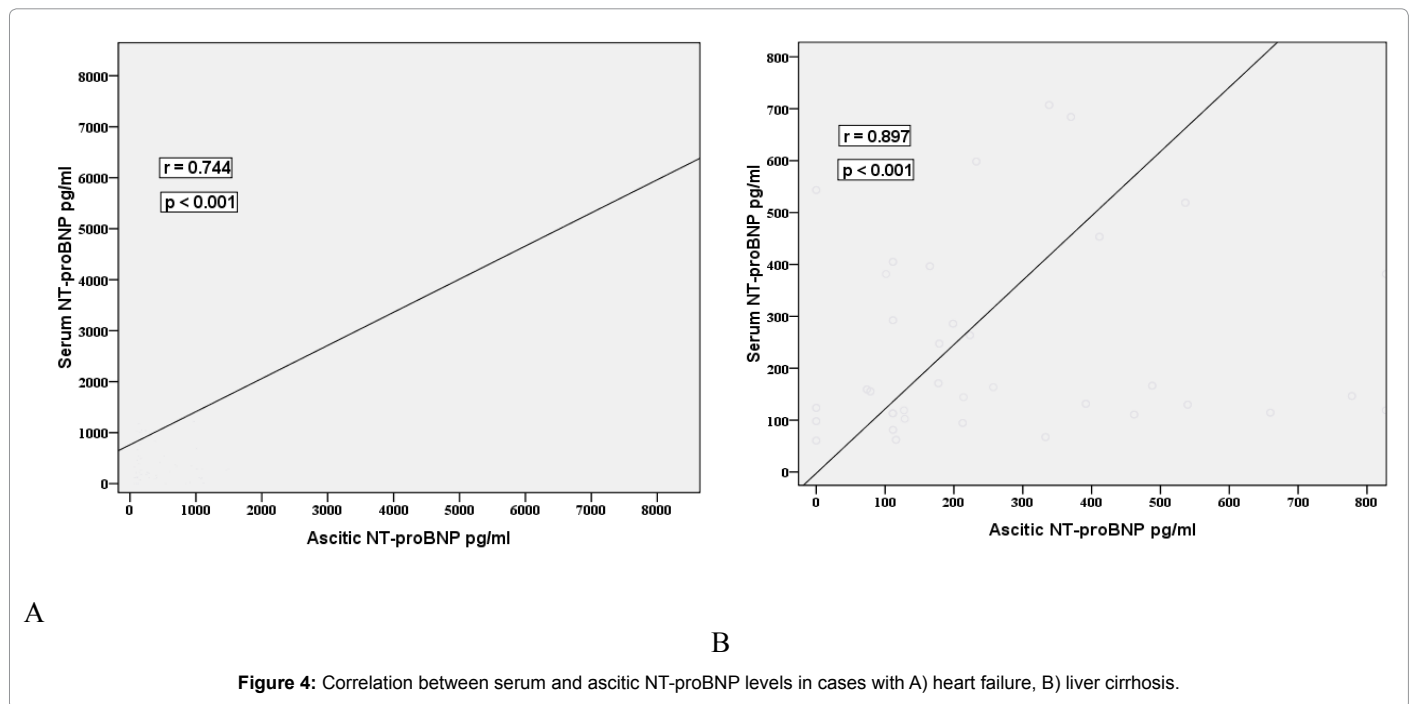 8000
7000
6000
5000
4000
3000
2000
1000
0
Serum NT-proBNP pg/ml
r = 0.744
p < 0.001
0 1000 2000 3000 4000 5000 6000 7000 8000
Ascitic NT-proBNP pg/ml
A
800
700
600
500
400
300
200
100
0
Serum NT-proBNP pg/ml
r = 0.897
p < 0.001
0 100 200 300 400 500 600 700 800
Ascitic NT-proBNP pg/ml
B
Figure 4: Correlation between serum and ascitic NT-proBNP levels in cases with A) heart failure, B) liver cirrhosis.